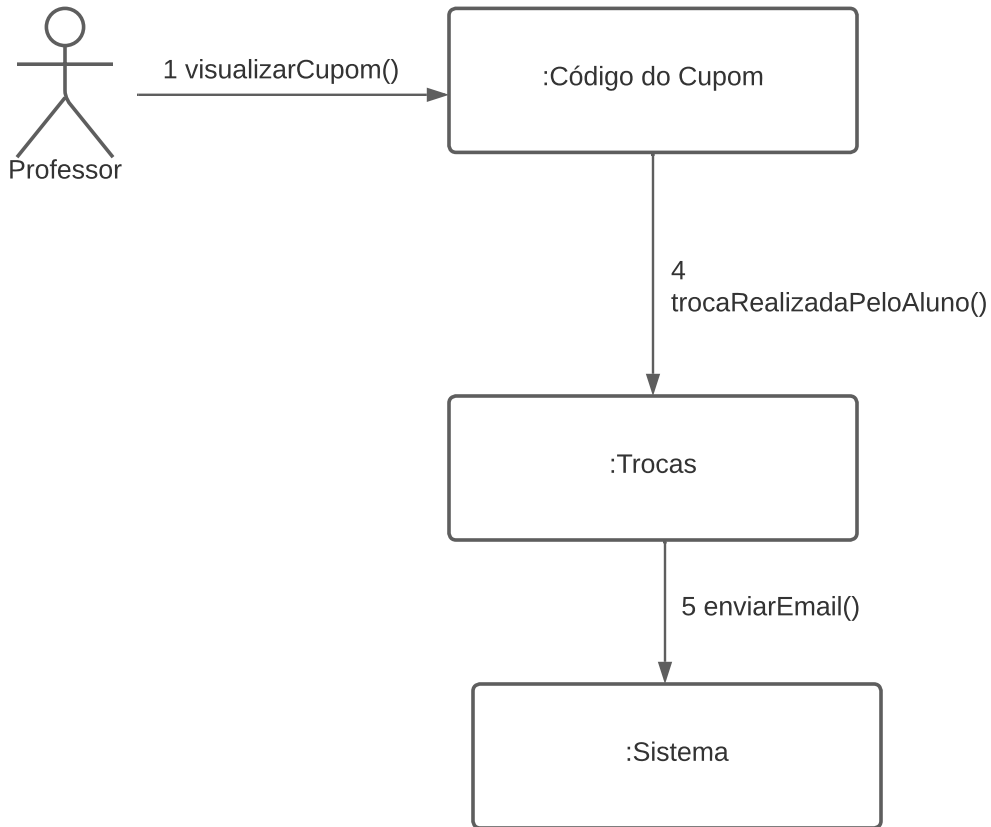 1 visualizarCupom()
:Código do Cupom
Professor
4
trocaRealizadaPeloAluno()
:Trocas
5 enviarEmail()
:Sistema